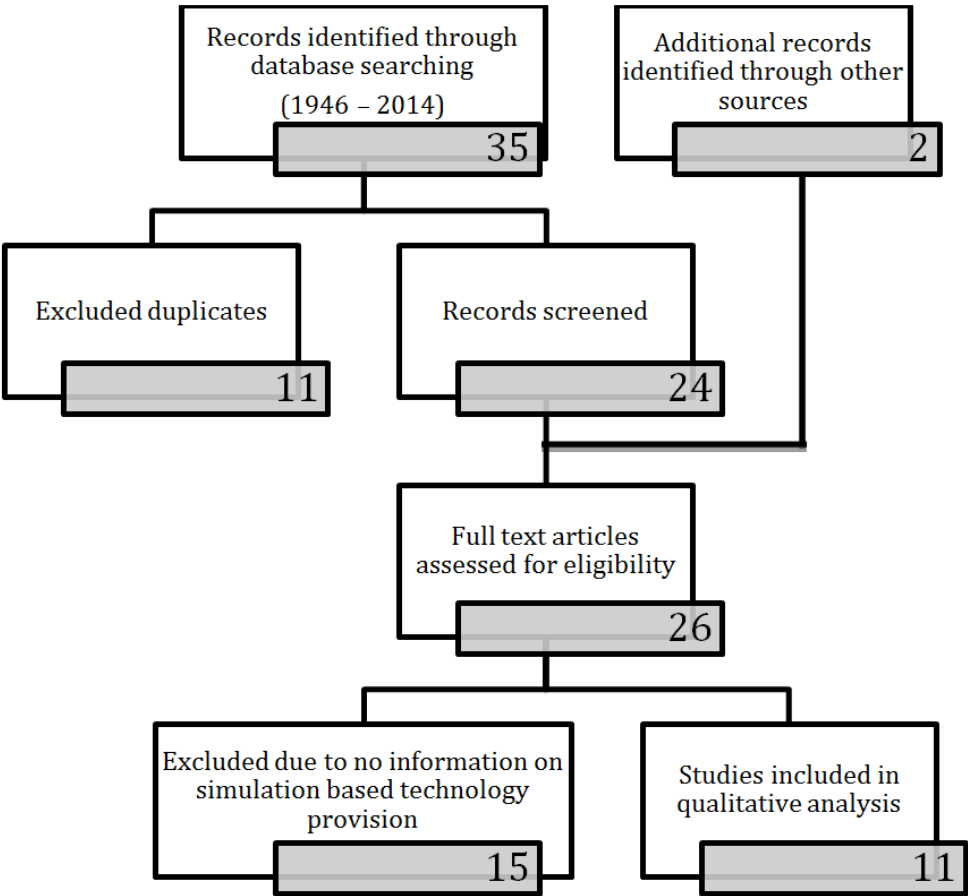 Records identified through
database searching
(1946 – 2014)
35
Additional records
identified through other
sources
2
Excluded duplicates
11
Records screened
24
Full text articles
assessed for eligibility
26
Excluded due to no information on
simulation based technology
provision
15
Studies included in
qualitative analysis
11